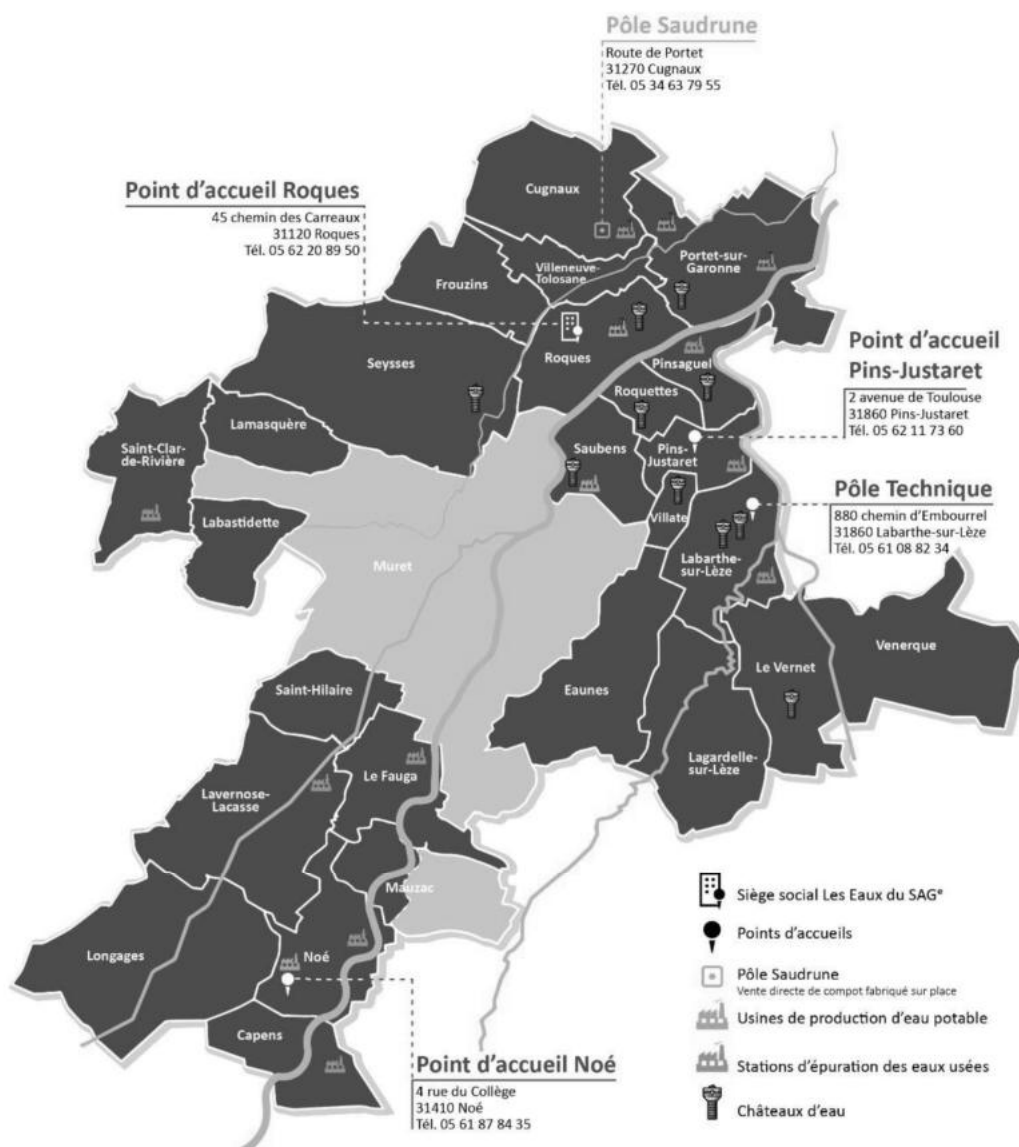 Pôle Saudrune
Route de Portet
31270 Cugnaux
Tél. 05 34 63 79 55
Point d'accueil Roques
45 chemin des Carreaux
31120 Roques
Tél. 05 62 20 89 50
Cugnaux
Villeneuve-
Tolosane
Portet-sur-
Garonne
Frouzins
Seysses
Roques
Pinsaguel
Roquettes
Point d'accueil
Pins-Justaret
2 avenue de Toulouse
31860 Pins-Justaret
Tél. 05 62 11 73 60
Lamasquère
Saint-Clar-
de-Rivière
Labastidette
Saubens
Pins-
Justaret
Villate
Pôle Technique
880 chemin d'Embourrel
31860 Labarthe-sur-Lèze
Tél. 05 61 08 82 34
Labarthe-
sur-Lèze
Muret
Venerque
Le Vernet
Eaunes
Saint-Hilaire
Lagardelle-
sur-Lèze
Le Fauga
Lavernose-
Lacasse
Mauzac
Longages
Noé
Capens
Point d'accueil Noé
4 rue du Collège
31410 Noé
Tél. 05 61 87 84 35
Siège social Les Eaux du SAGe
Points d'accueils
Pôle Saudrune
Vente directe de compot fabriqué sur place
Usines de production d'eau potable
Stations d'épuration des eaux usées
Châteaux d'eau